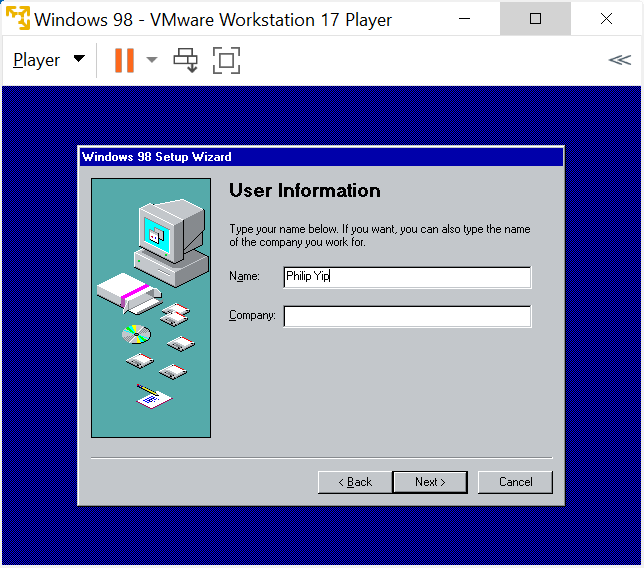 Windows 98 - VMware Workstation 17 Player
Player
Windows 98 Setup Wizard
User Information
Type your name below. If you want, you can also type the name
of the company you work for.
Name: Philip Yip
Company:
< Back Next > Cancel